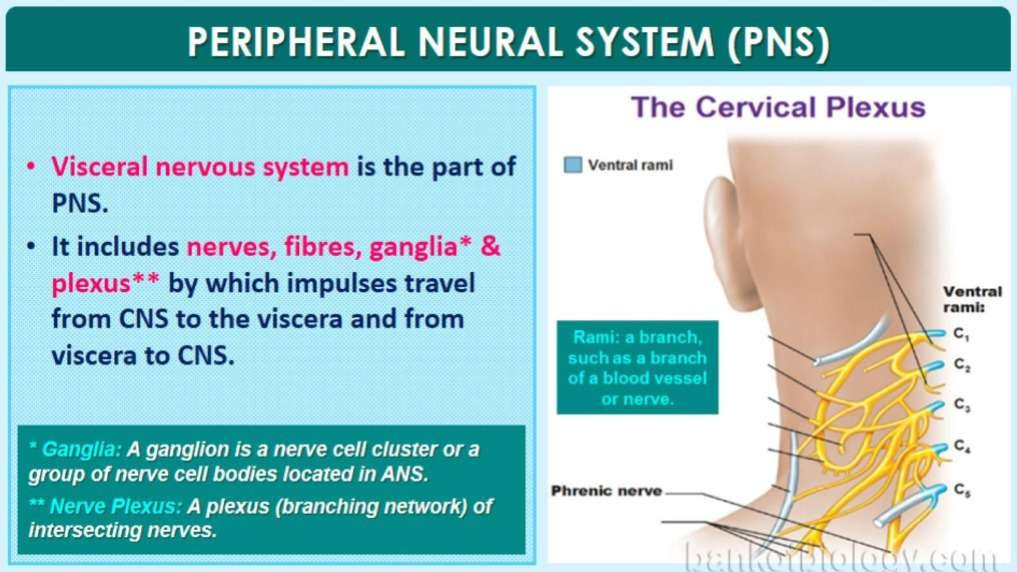 PERIPHERAL NEURAL SYSTEM (PNS)
• Visceral nervous system is the part of
PNS.
• It includes nerves, fibres, ganglia* &
plexus** by which impulses travel
from CNS to the viscera and from
viscera to CNS.
* Ganglia: A ganglion is a nerve cell cluster or a
group of nerve cell bodies located in ANS.
** Nerve Plexus: A plexus (branching network) of
intersecting nerves.
The Cervical Plexus
Ventral rami
Rami: a branch,
such as a branch
of a blood vessel
or nerve.
Ventral
rami:
C₁
C₂
C₃
C₄
C₅
Phrenic nerve
bankofbiology.com